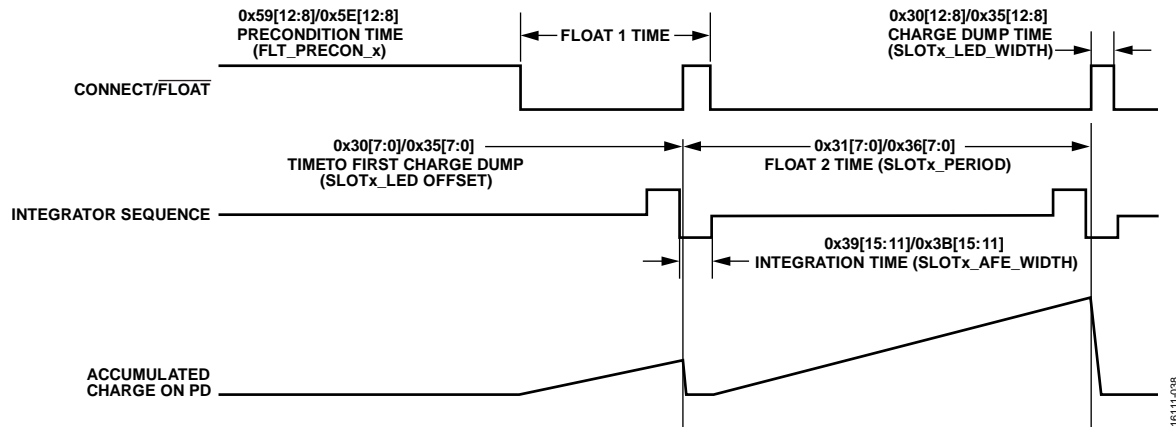 0x59[12:8]/0x5E[12:8]
PRECONDITION TIME
(FLT_PRECON_x)
FLOAT 1 TIME
0x30[12:8]/0x35[12:8]
CHARGE DUMP TIME
(SLOTx_LED_WIDTH)
CONNECT/FLOAT
0x30[7:0]/0x35[7:0]
TIMETO FIRST CHARGE DUMP
(SLOTx_LED OFFSET)
0x31[7:0]/0x36[7:0]
FLOAT 2 TIME (SLOTx_PERIOD)
INTEGRATOR SEQUENCE
0x39[15:11]/0x3B[15:11]
INTEGRATION TIME (SLOTx_AFE_WIDTH)
ACCUMULATED
CHARGE ON PD
16111-038